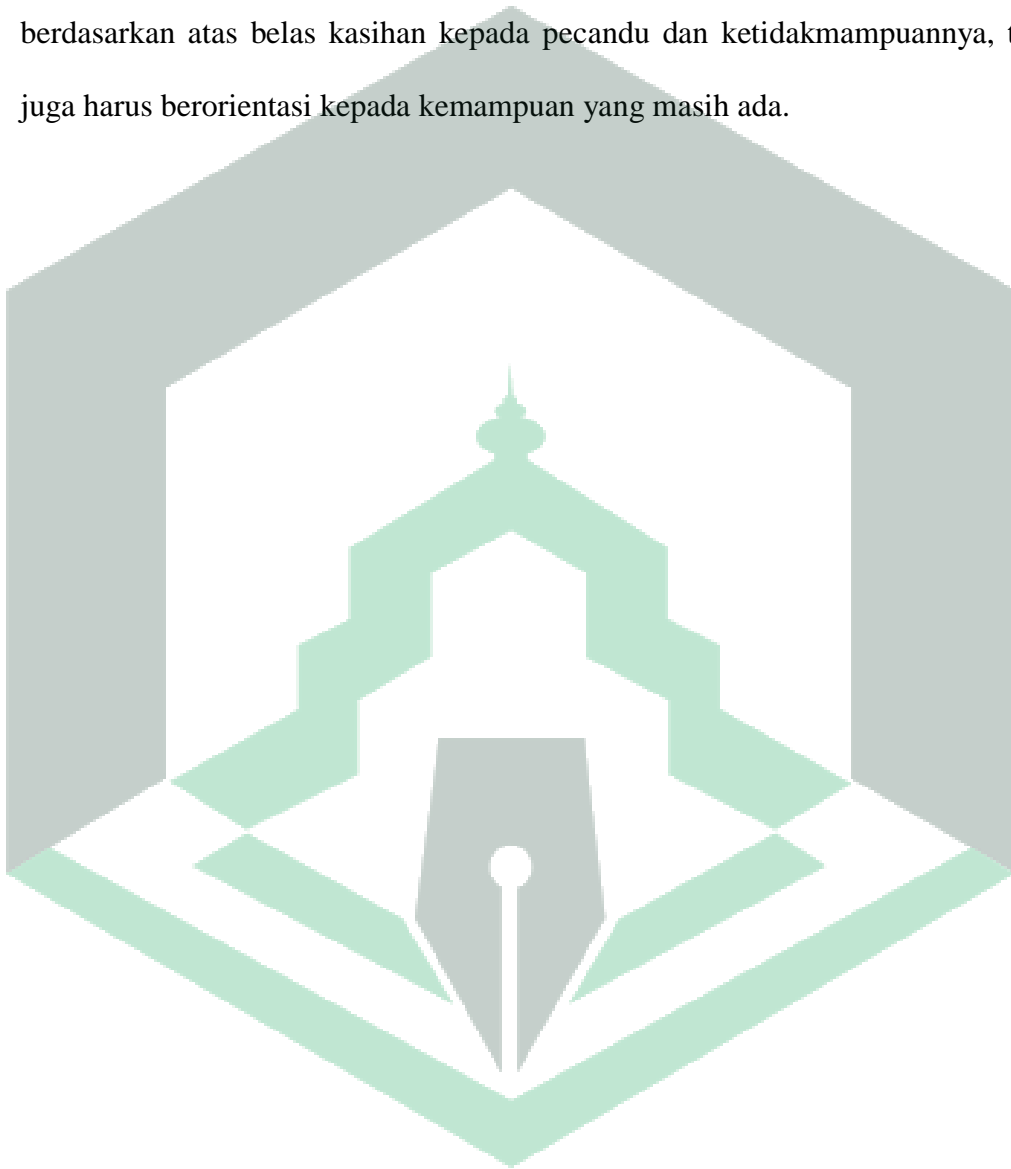 berdasarkan atas belas kasihan kepada pecandu dan ketidakmampuannya,
juga harus berorientasi kepada kemampuan yang masih ada.